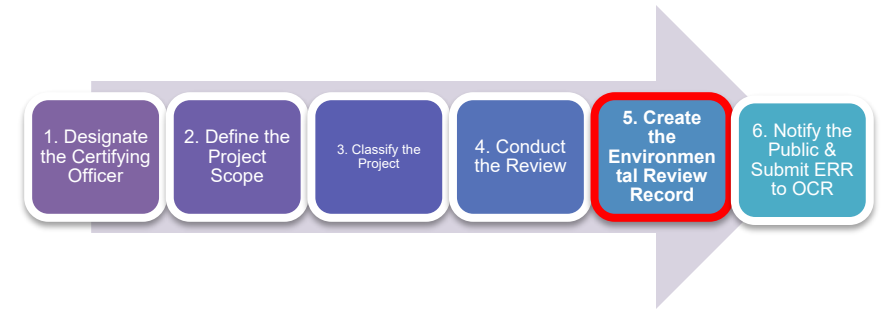 1. Designate
the Certifying
Officer
2. Define the
Project
Scope
3. Classify the
Project
4. Conduct
the Review
5. Create
the
Environmen
tal Review
Record
6. Notify the
Public &
Submit ERR
to OCR